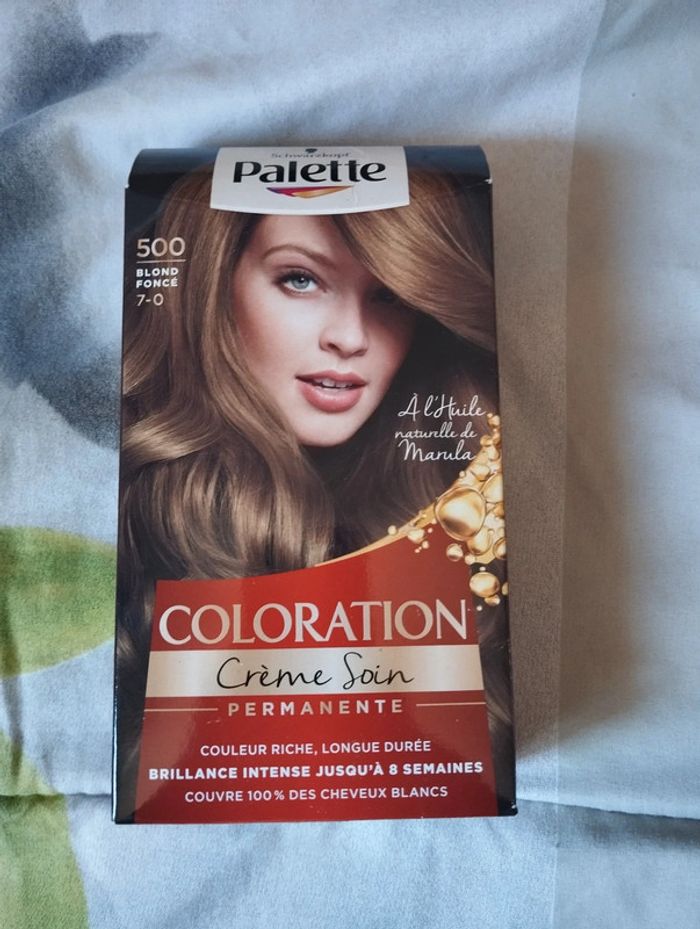 Schwarzkopf
Palette
500
BLOND
FONCÉ
7-0
À l'Huile
naturelle de
Marula
COLORATION
Crème Soin
PERMANENTE
COULEUR RICHE, LONGUE DURÉE
BRILLANCE INTENSE JUSQU'À 8 SEMAINES
COUVRE 100% DES CHEVEUX BLANCS